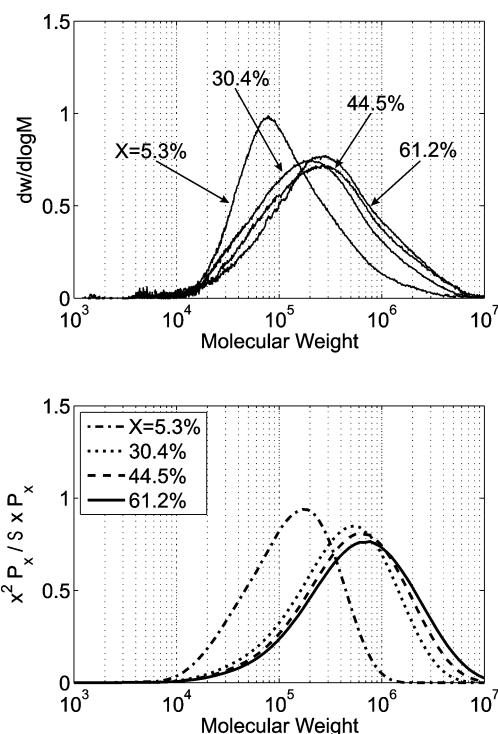 1.5
30.4%
44.5%
1
X=5.3%
61.2%
dw/dlogM
0.5
0
10^3 10^4 10^5 10^6 10^7
Molecular Weight
1.5
X=5.3%
30.4%
44.5%
61.2%
1
x^2 P_x / S x P_x
0.5
0
10^3 10^4 10^5 10^6 10^7
Molecular Weight